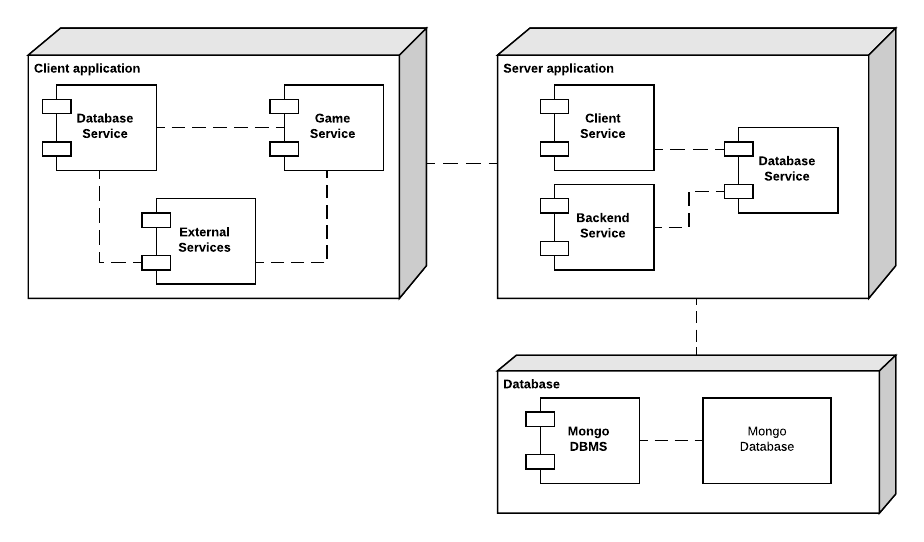 Client application
Database
Service
Game
Service
External
Services
Server application
Client
Service
Database
Service
Backend
Service
Database
Mongo
DBMS
Mongo
Database